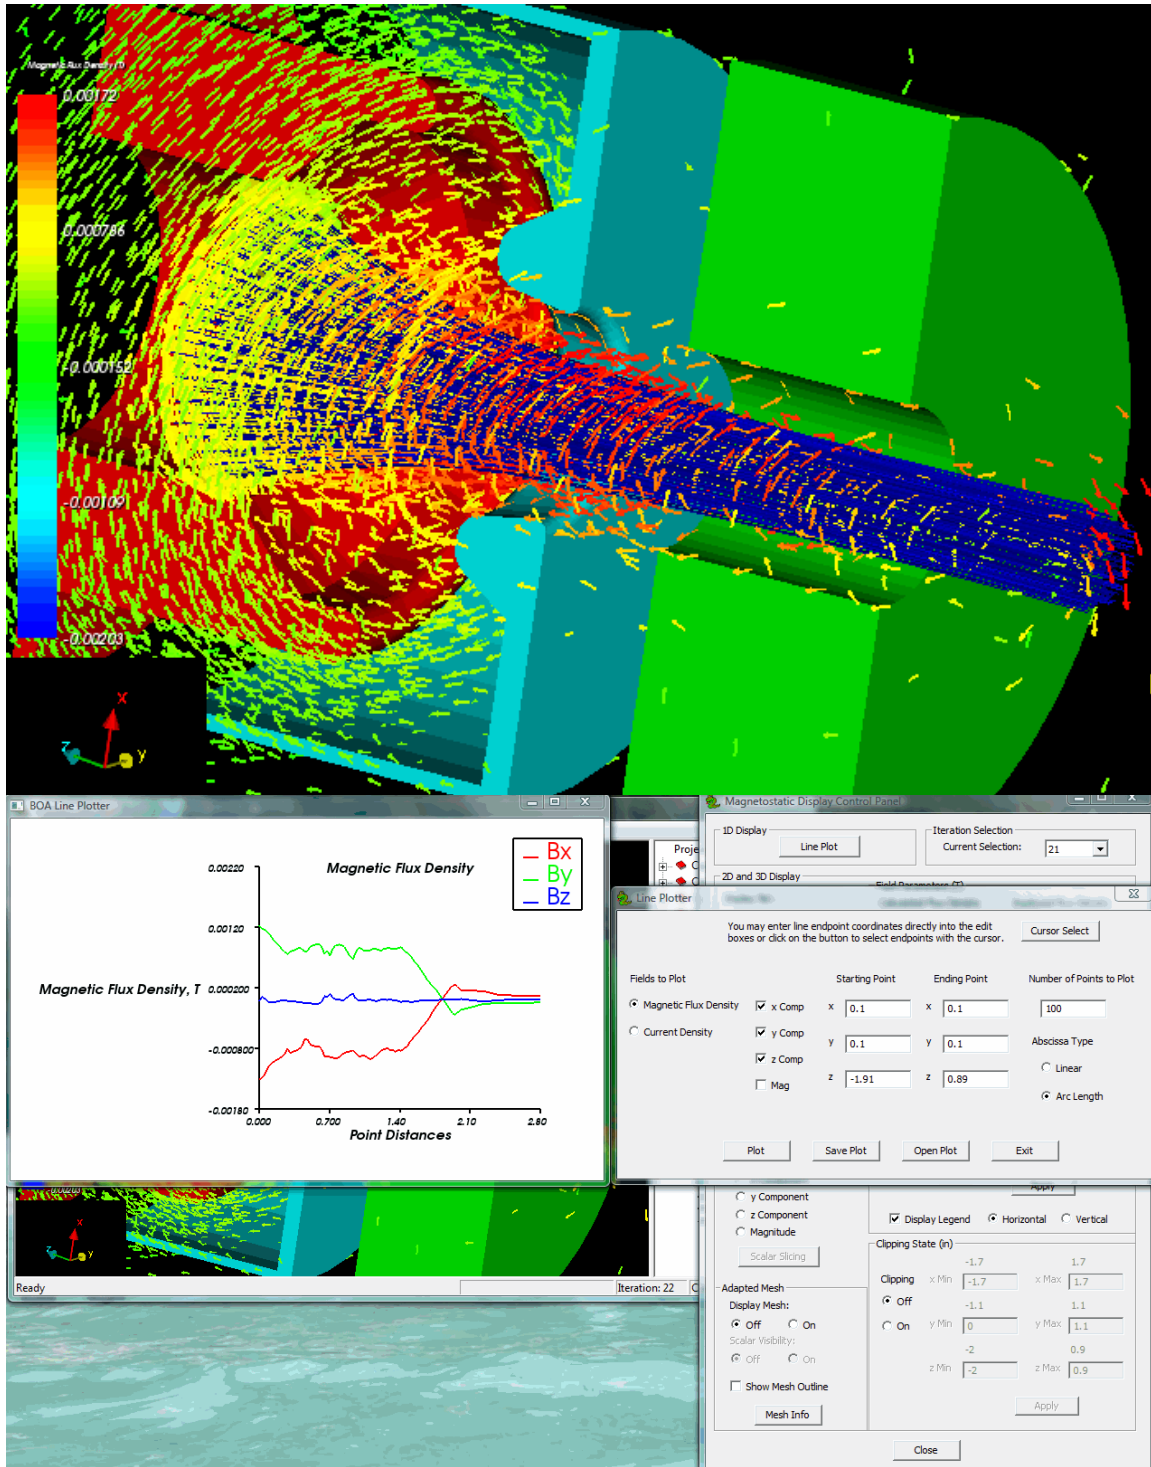 Magnetic Flux Density (T)
0.00172
0.000786
-0.000152
-0.00109
-0.00203
x
z
y
BOA Line Plotter
Magnetic Flux Density
Bx
By
Bz
0.00220
0.00120
Magnetic Flux Density, T
0.000200
-0.000800
-0.00180
0.000
0.700
1.40
2.10
2.80
Point Distances
Proje
C
C
Magnetostatic Display Control Panel
1D Display
Line Plot
Iteration Selection
Current Selection:
21
2D and 3D Display
Line Plotter
You may enter line endpoint coordinates directly into the edit
boxes or click on the button to select endpoints with the cursor.
Cursor Select
Fields to Plot
Starting Point
Ending Point
Number of Points to Plot
Magnetic Flux Density
x Comp
x
0.1
x
0.1
100
Current Density
y Comp
y
0.1
y
0.1
Abscissa Type
z Comp
z
-1.91
z
0.89
Linear
Mag
Arc Length
Plot
Save Plot
Open Plot
Exit
-0.00203
x
z
y
Ready
Iteration: 22
C
y Component
z Component
Magnitude
Scalar Slicing
Apply
Display Legend
Horizontal
Vertical
Adapted Mesh
Display Mesh:
Off
On
Scalar Visibility:
Off
On
Show Mesh Outline
Mesh Info
Clipping State (in)
-1.7
1.7
Clipping
x Min
-1.7
x Max
1.7
Off
-1.1
1.1
On
y Min
0
y Max
1.1
-2
0.9
z Min
-2
z Max
0.9
Apply
Close